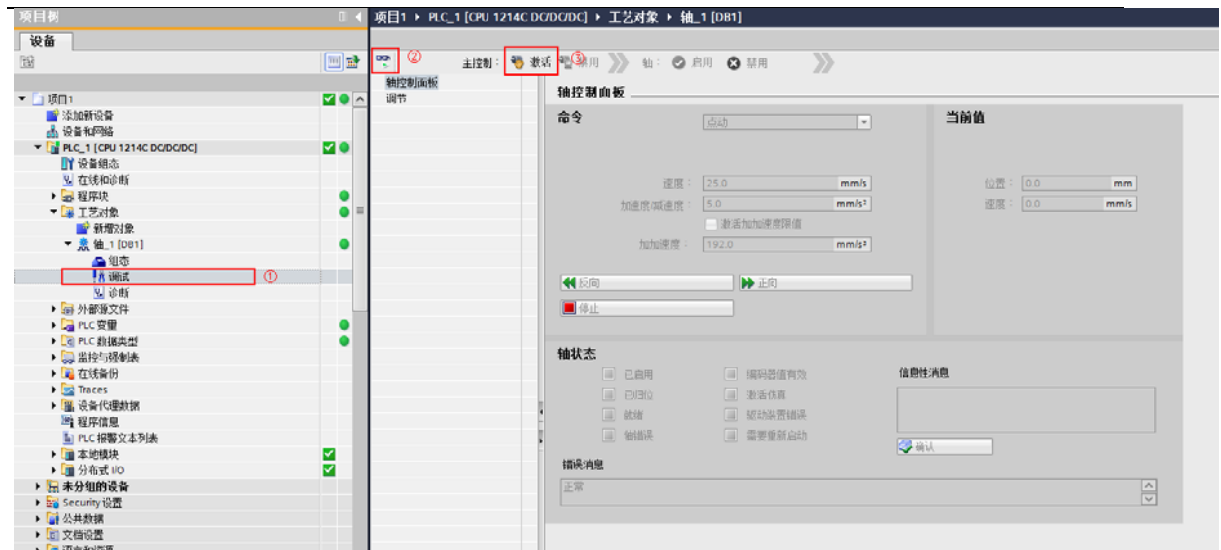 项目树
项目1 ▸ PLC_1 [CPU 1214C DC/DC/DC] ▸ 工艺对象 ▸ 轴_1 [DB1]
设备
② 主控制： 激活 ③禁用 轴： 启用 禁用
轴控制面板
调节
项目1
添加新设备
设备和网络
PLC_1 [CPU 1214C DC/DC/DC]
设备组态
在线和诊断
程序块
工艺对象
新增对象
轴_1 [DB1]
组态
调试 ①
诊断
外部源文件
PLC 变量
PLC 数据类型
监控与强制表
在线备份
Traces
设备代理数据
程序信息
PLC 报警文本列表
本地模块
分布式 I/O
未分组的设备
Security 设置
公共数据
文档设置
语言和资源
轴控制面板
命令
点动
速度： 25.0 mm/s
加速度/减速度： 5.0 mm/s²
激活加加速度限值
加加速度： 192.0 mm/s³
反向
正向
停止
当前值
位置： 0.0 mm
速度： 0.0 mm/s
轴状态
已启用
编码器值有效
已归位
激活仿真
就绪
驱动装置错误
轴错误
需要重新启动
信息性消息
确认
错误消息
正常